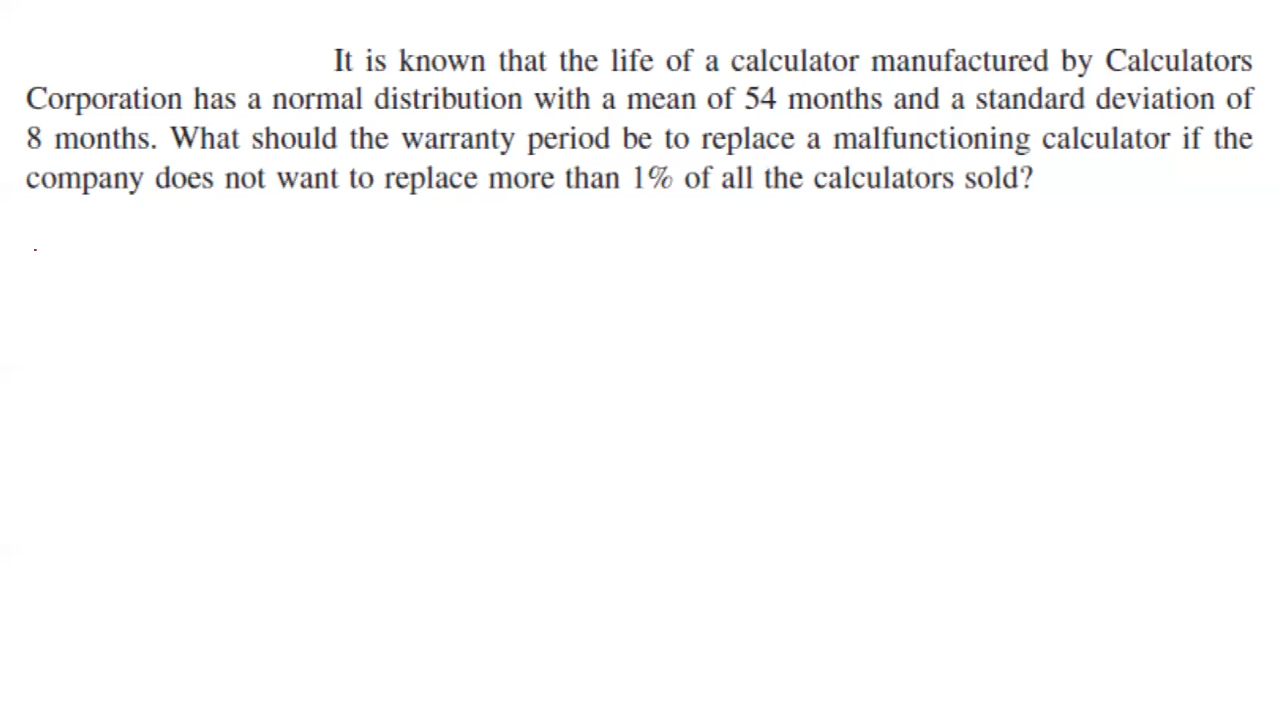 It is known that the life of a calculator manufactured by Calculators
Corporation has a normal distribution with a mean of 54 months and a standard deviation of
8 months. What should the warranty period be to replace a malfunctioning calculator if the
company does not want to replace more than 1% of all the calculators sold?